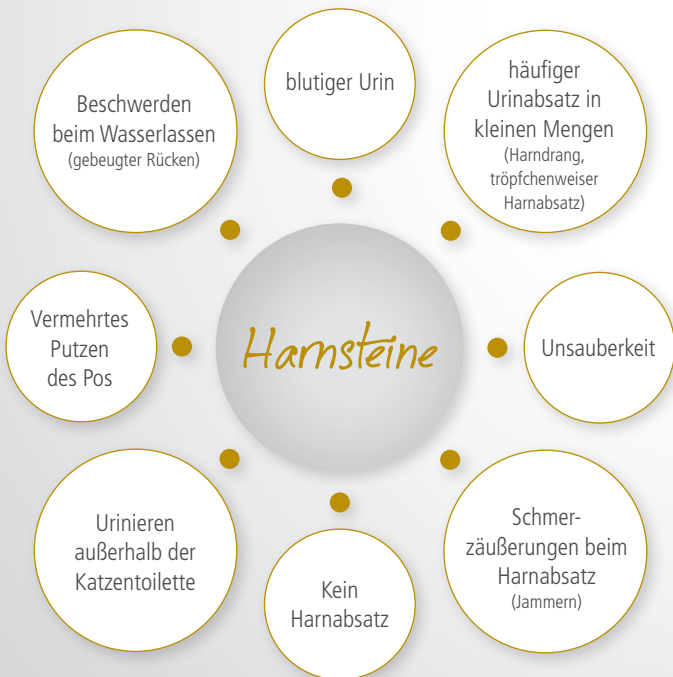 blutiger Urin
häufiger
Urinabsatz in
kleinen Mengen
(Harndrang,
tröpfchenweiser
Harnabsatz)
Beschwerden
beim Wasserlassen
(gebeugter Rücken)
Harnsteine
Vermehrtes
Putzen
des Pos
Unsauberkeit
Urinieren
außerhalb der
Katzentoilette
Kein
Harnabsatz
Schmer-
zäußerungen beim
Harnabsatz
(Jammern)